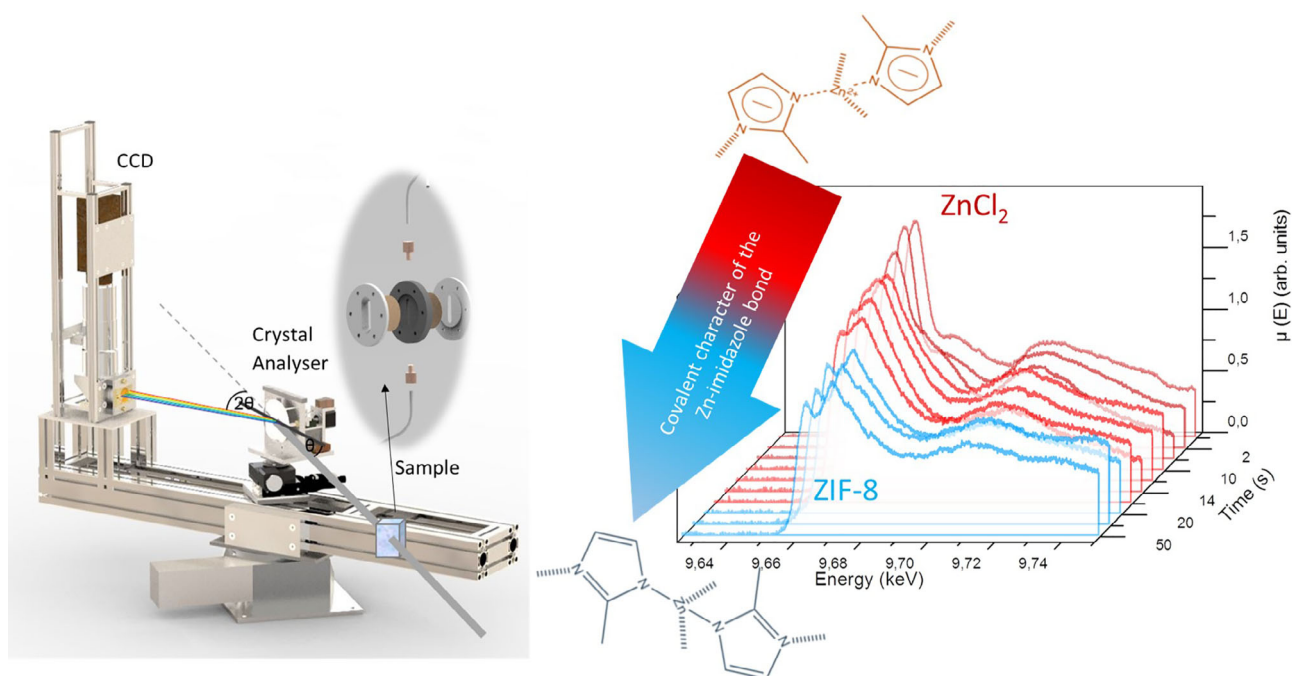 CCD
Crystal
Analyser
2θ
θ
Sample
N
N
Zn²⁺
N
N
Covalent character of the
Zn-imidazole bond
ZnCl₂
ZIF-8
1,5
1,0
0,5
0,0
μ (E) (arb. units)
2
10
14
20
50
Time (s)
9,64
9,66
9,68
9,70
9,72
9,74
Energy (keV)
N
N
N
N